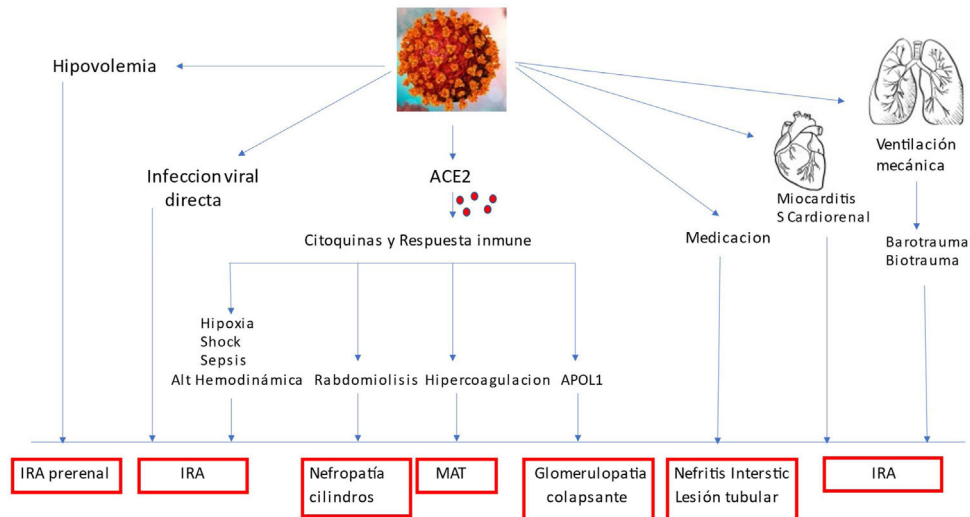 Hipovolemia
Ventilación
mecánica
Infeccion viral
directa
ACE2
Miocarditis
S Cardiorenal
Citoquinas y Respuesta inmune
Medicacion
Barotrauma
Biotrauma
Hipoxia
Shock
Sepsis
Alt Hemodinámica
Rabdomiolisis
Hipercoagulacion
APOL1
IRA prerenal
IRA
Nefropatía
cilindros
MAT
Glomerulopatia
colapsante
Nefritis Interstic
Lesión tubular
IRA